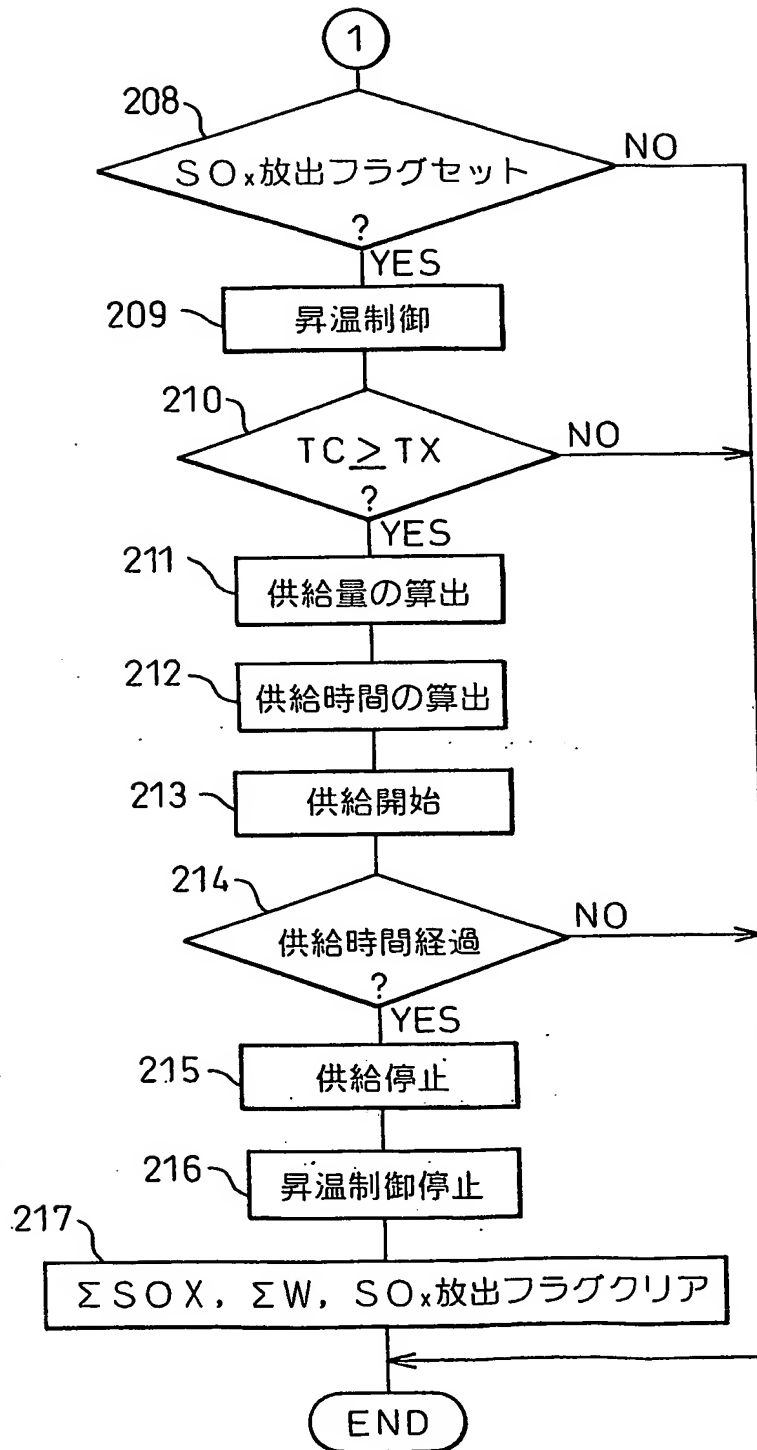 1
208
SOx放出フラグセット
?
NO
YES
209
昇温制御
210
TC≧TX
?
NO
YES
211
供給量の算出
212
供給時間の算出
213
供給開始
214
供給時間経過
?
NO
YES
215
供給停止
216
昇温制御停止
217
ΣSOX, ΣW, SOx放出フラグクリア
END